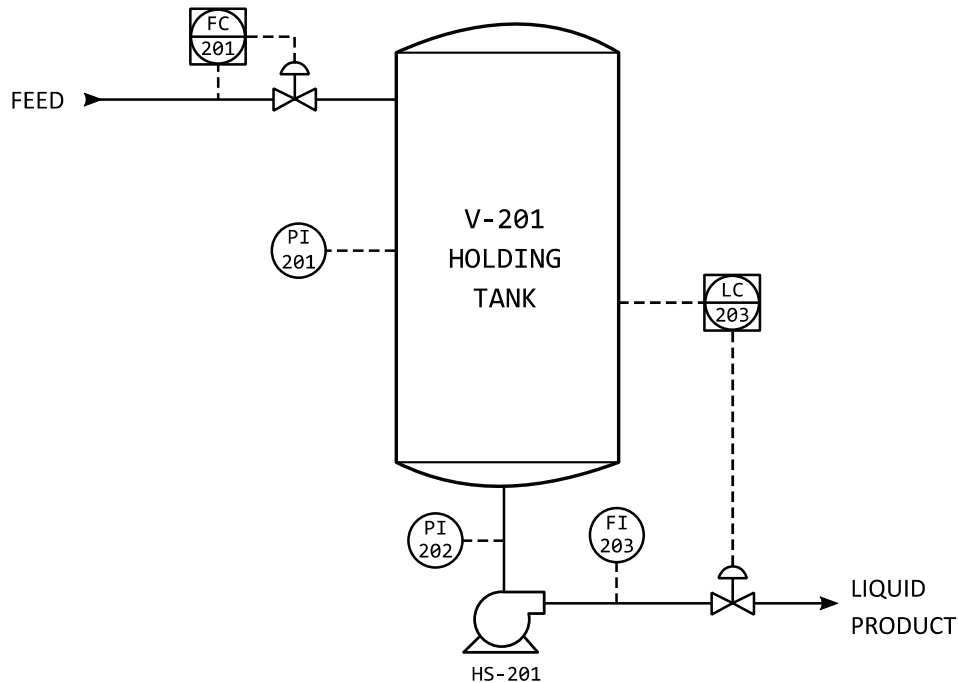 FC
201
FEED
V-201
HOLDING
TANK
PI
201
LC
203
PI
202
FI
203
LIQUID
PRODUCT
HS-201